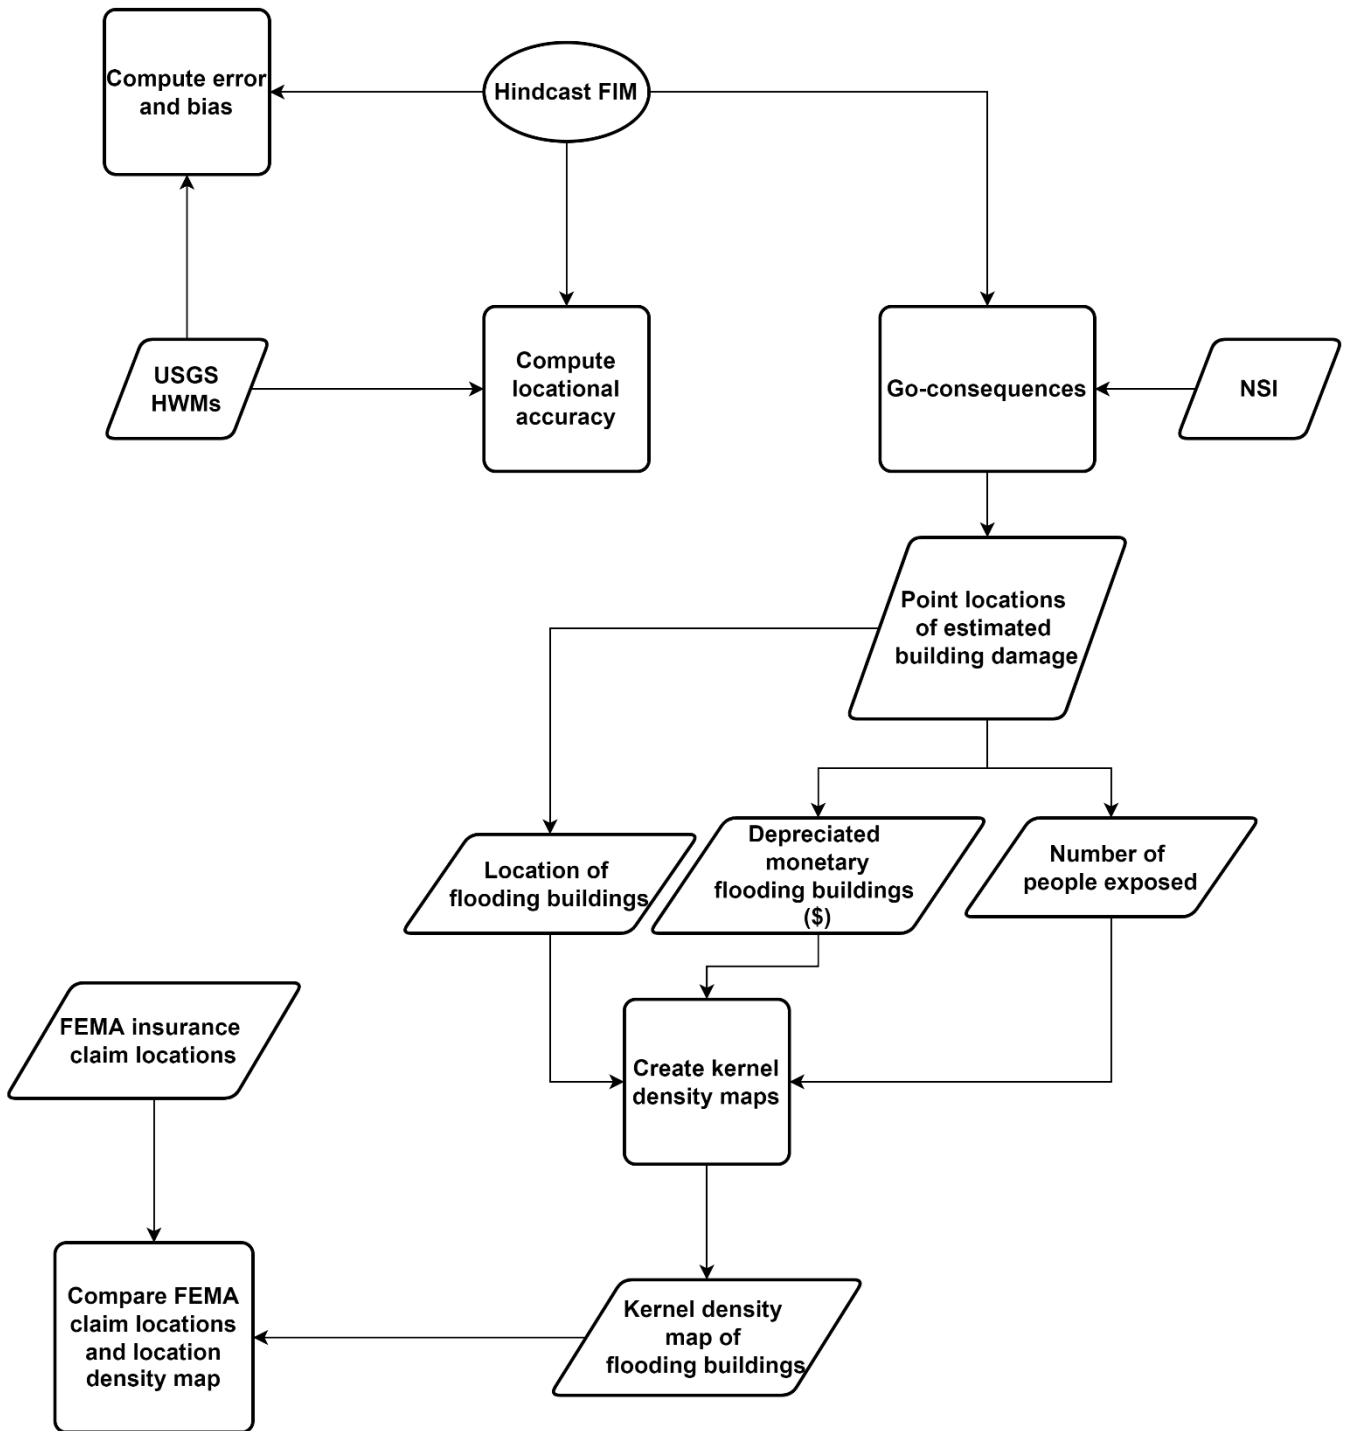 Compute error
and bias
Hindcast FIM
USGS
HWMs
Compute
locational
accuracy
Go-consequences
NSI
Point locations
of estimated
building damage
Location of
flooding buildings
Depreciated
monetary
flooding buildings
($)
Number of
people exposed
FEMA insurance
claim locations
Create kernel
density maps
Compare FEMA
claim locations
and location
density map
Kernel density
map of
flooding buildings